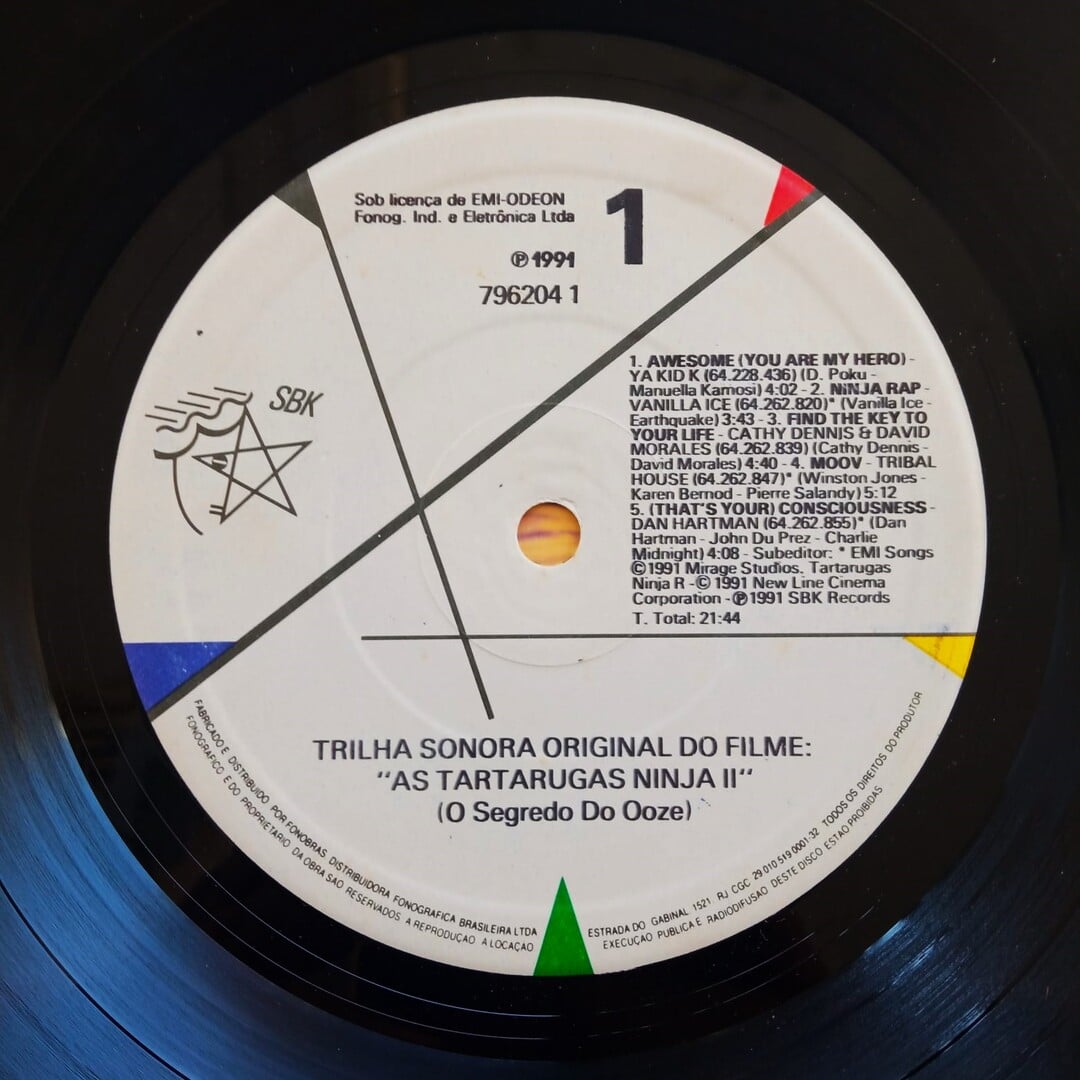 Sob licença de EMI-ODEON
Fonog. Ind. e Eletrônica Ltda
1
℗ 1991
796204 1
SBK
1. AWESOME (YOU ARE MY HERO) -
YA KID K (64.228.436) (D. Poku -
Manuella Kamosi) 4:02 - 2. NINJA RAP -
VANILLA ICE (64.262.820)* (Vanilla Ice -
Earthquake) 3:43 - 3. FIND THE KEY TO
YOUR LIFE - CATHY DENNIS & DAVID
MORALES (64.262.839) (Cathy Dennis -
David Morales) 4:40 - 4. MOOV - TRIBAL
HOUSE (64.262.847)* (Winston Jones -
Karen Bernod - Pierre Salandy) 5:12
5. (THAT'S YOUR) CONSCIOUSNESS -
DAN HARTMAN (64.262.855)* (Dan
Hartman - John Du Prez - Charlie
Midnight) 4:08 - Subeditor: * EMI Songs
©1991 Mirage Studios. Tartarugas
Ninja R - © 1991 New Line Cinema
Corporation - ℗ 1991 SBK Records
T. Total: 21:44
TRILHA SONORA ORIGINAL DO FILME:
"AS TARTARUGAS NINJA II"
(O Segredo Do Ooze)
FABRICADO E DISTRIBUIDO POR FONOBRAS DISTRIBUIDORA FONOGRAFICA BRASILEIRA LTDA
ESTRADA DO GABINAL 1521 RJ CGC 29 010 519 0001-32 TODOS OS DIREITOS DO PRODUTOR
FONOGRAFICO E DO PROPRIETARIO DA OBRA SAO RESERVADOS A REPRODUÇAO A LOCAÇAO
EXECUÇAO PUBLICA E RADIODIFUSAO DESTE DISCO ESTAO PROIBIDAS